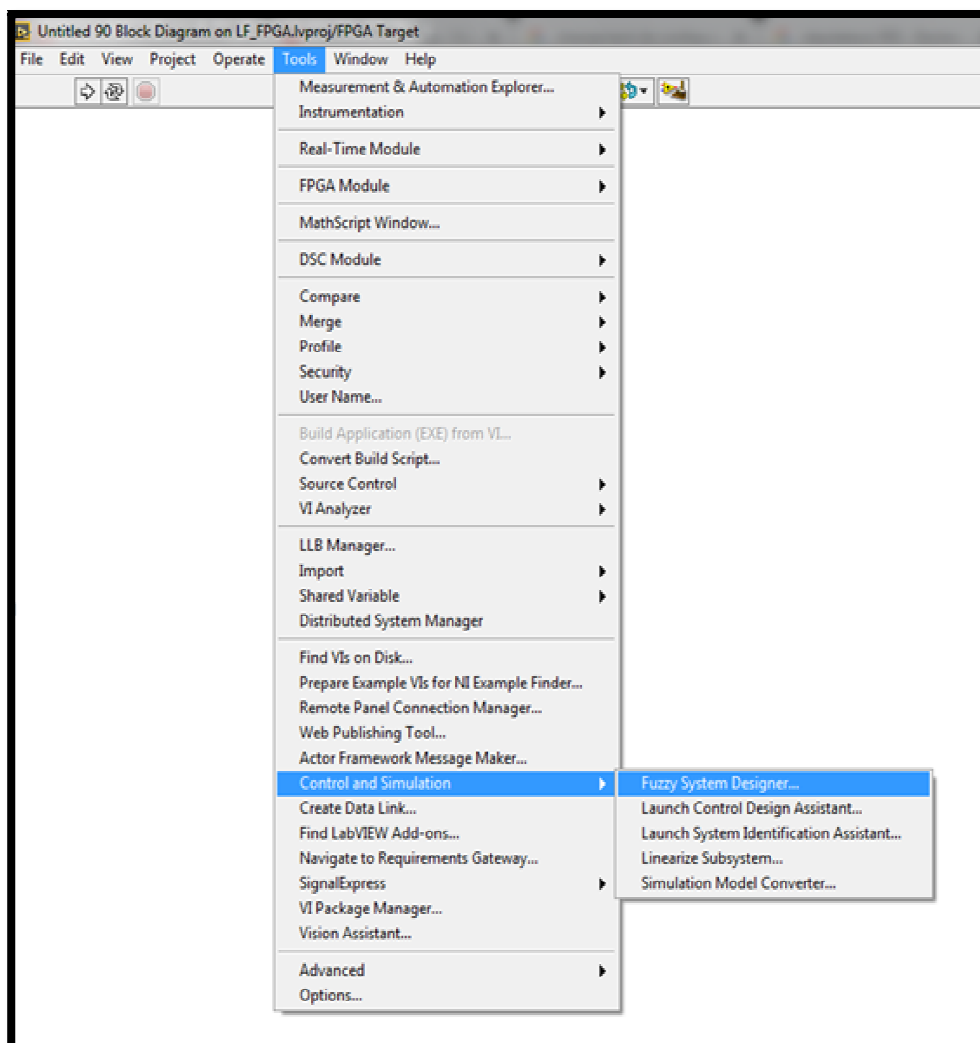 Untitled 90 Block Diagram on LF_FPGA.lvproj/FPGA Target
File Edit View Project Operate Tools Window Help
Measurement & Automation Explorer...
Instrumentation
Real-Time Module
FPGA Module
MathScript Window...
DSC Module
Compare
Merge
Profile
Security
User Name...
Build Application (EXE) from VI...
Convert Build Script...
Source Control
VI Analyzer
LLB Manager...
Import
Shared Variable
Distributed System Manager
Find VIs on Disk...
Prepare Example VIs for NI Example Finder...
Remote Panel Connection Manager...
Web Publishing Tool...
Actor Framework Message Maker...
Control and Simulation
Fuzzy System Designer...
Create Data Link...
Launch Control Design Assistant...
Find LabVIEW Add-ons...
Launch System Identification Assistant...
Navigate to Requirements Gateway...
Linearize Subsystem...
SignalExpress
Simulation Model Converter...
VI Package Manager...
Vision Assistant...
Advanced
Options...